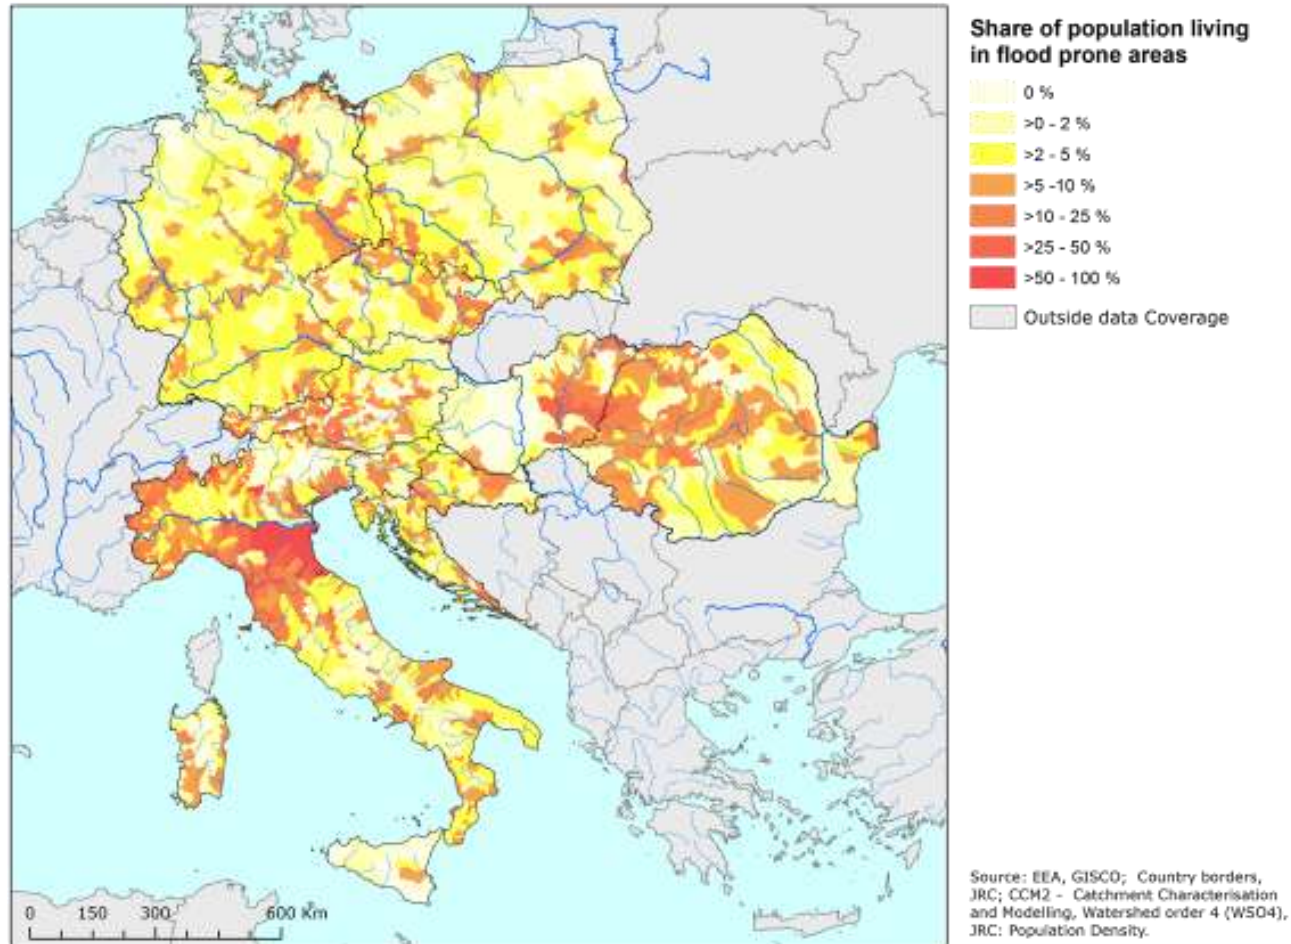 Share of population living
in flood prone areas
0 %
>0 - 2 %
>2 - 5 %
>5 -10 %
>10 - 25 %
>25 - 50 %
>50 - 100 %
Outside data Coverage
Source: EEA, GISCO; Country borders,
JRC; CCM2 - Catchment Characterisation
and Modelling, Watershed order 4 (WSO4),
JRC: Population Density.
0 150 300 600 Km